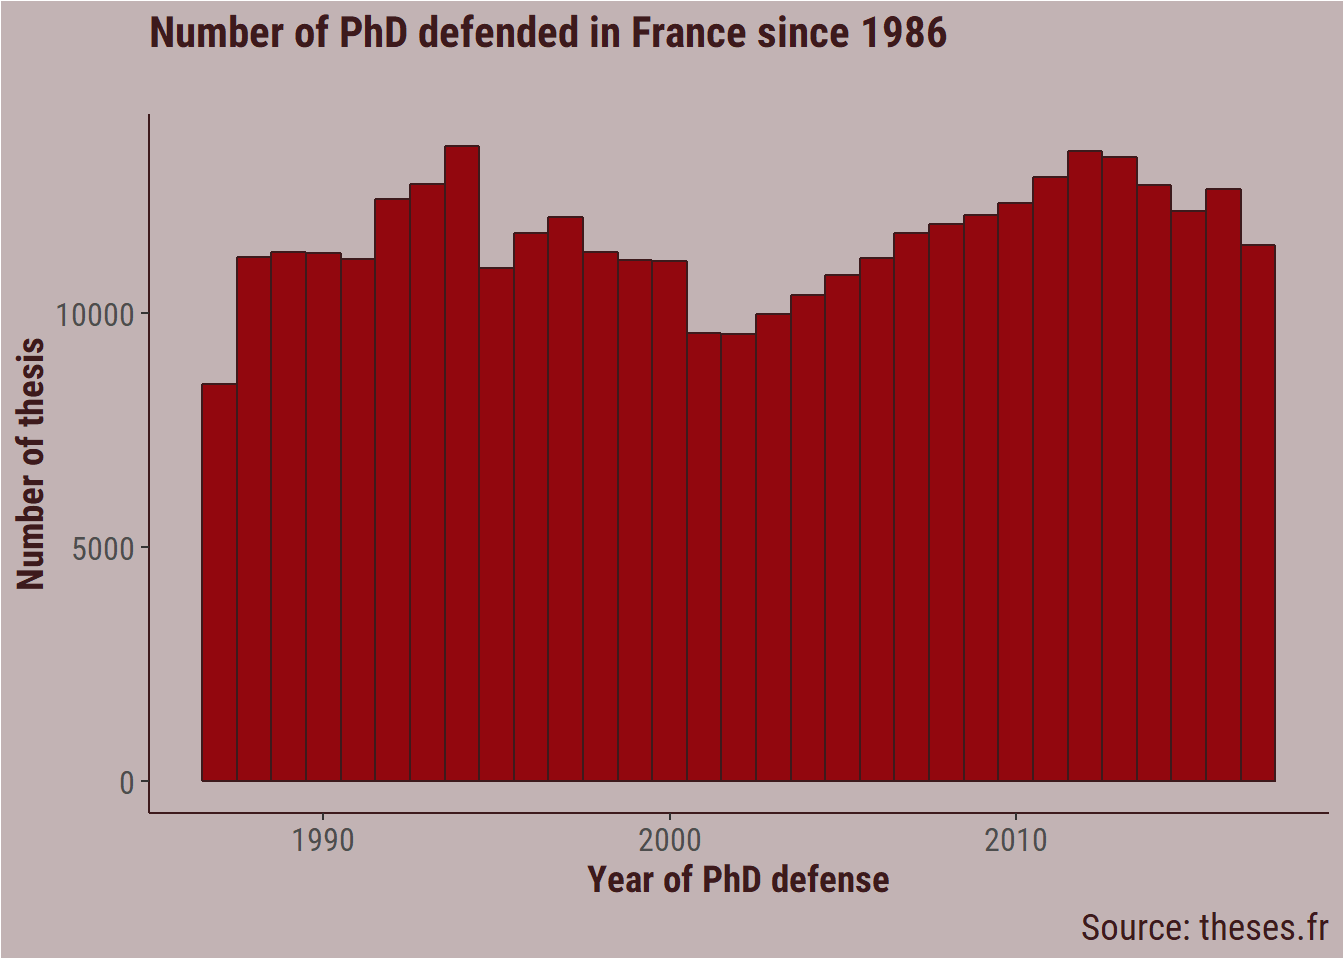 Number of PhD defended in France since 1986
Number of thesis
10000
5000
0
1990 2000 2010
Year of PhD defense
Source: theses.fr